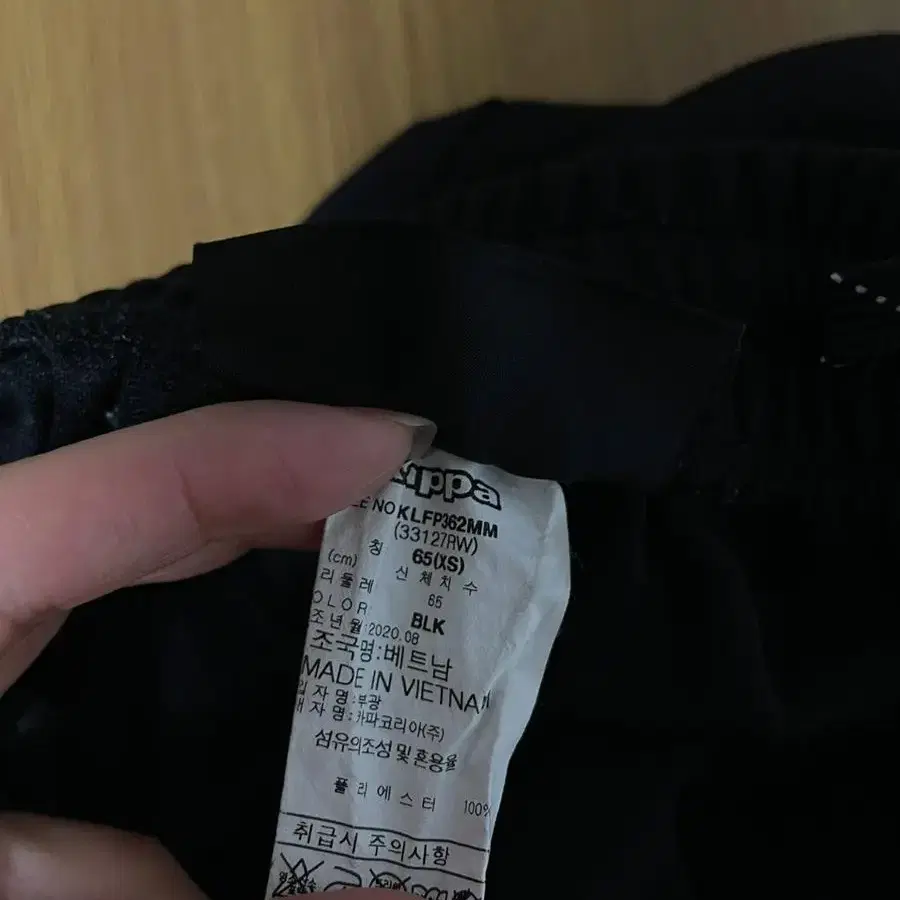 Kappa
LE NO KLFP362MM
(33127RW)
칭 65(XS)
(cm) 신체치수
리둘레 65
OLOR BLK
조년월:2020.08
조국명:베트남
MADE IN VIETNA
입자명:부광
매자명:카파코리아(주)
섬유의조성및혼용율
폴리에스터 100%
취급시 주의사항